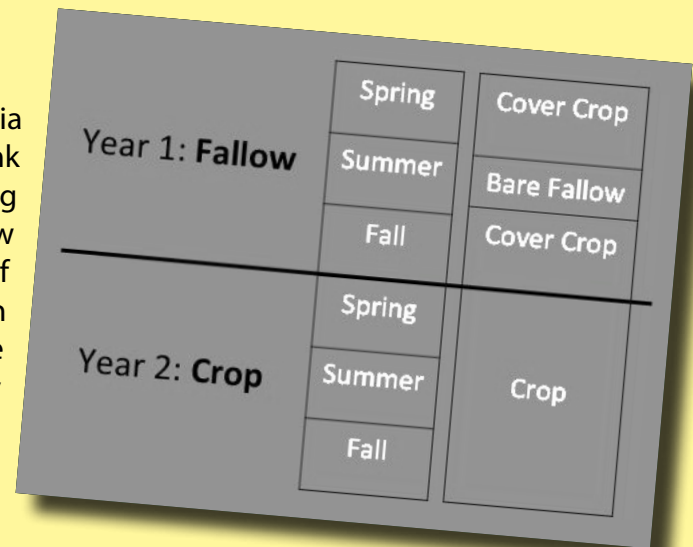 Spring Cover Crop
Year 1: Fallow
Summer Bare Fallow
Fall Cover Crop
Spring
Year 2: Crop
Summer Crop
Fall